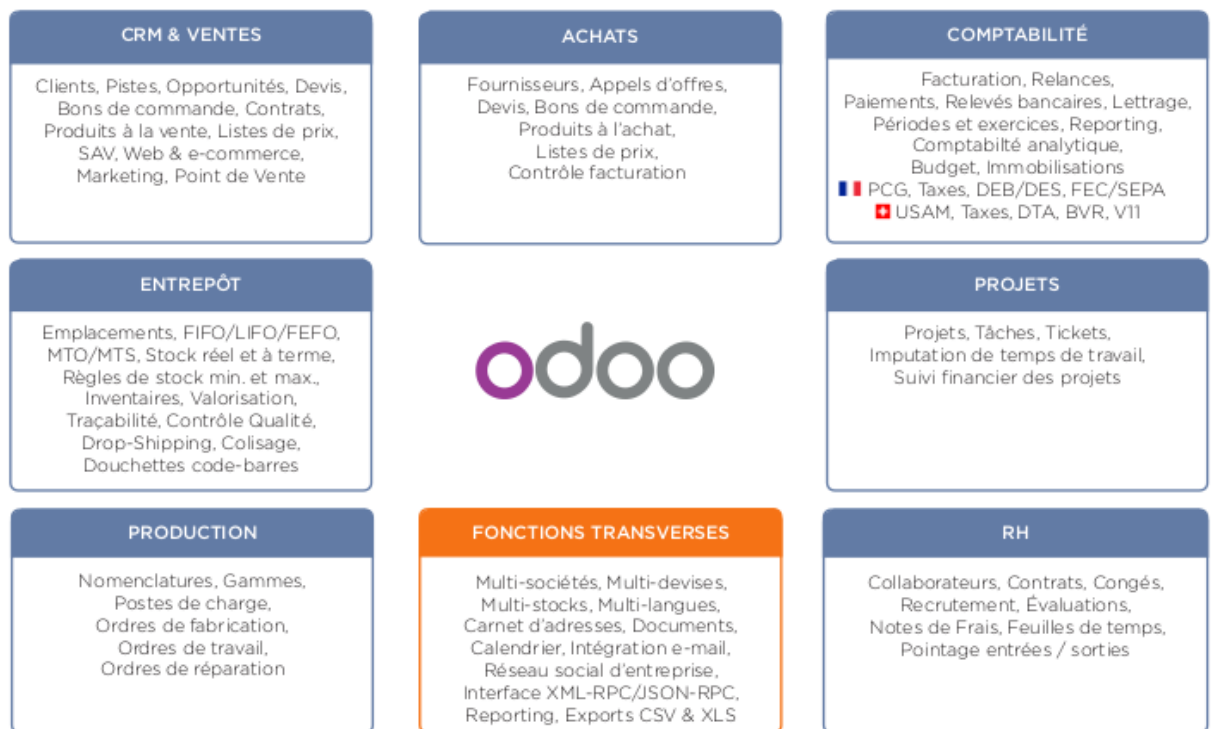 CRM & VENTES
Clients, Pistes, Opportunités, Devis,
Bons de commande, Contrats,
Produits à la vente, Listes de prix,
SAV, Web & e-commerce,
Marketing, Point de Vente
ACHATS
Fournisseurs, Appels d'offres,
Devis, Bons de commande,
Produits à l'achat,
Listes de prix,
Contrôle facturation
COMPTABILITÉ
Facturation, Relances,
Paiements, Relevés bancaires, Lettrage,
Périodes et exercices, Reporting,
Comptabilté analytique,
Budget, Immobilisations
PCG, Taxes, DEB/DES, FEC/SEPA
USAM, Taxes, DTA, BVR, V11
ENTREPÔT
Emplacements, FIFO/LIFO/FEFO,
MTO/MTS, Stock réel et à terme,
Règles de stock min. et max.,
Inventaires, Valorisation,
Traçabilité, Contrôle Qualité,
Drop-Shipping, Colisage,
Douchettes code-barres
odoo
PROJETS
Projets, Tâches, Tickets,
Imputation de temps de travail,
Suivi financier des projets
PRODUCTION
Nomenclatures, Gammes,
Postes de charge,
Ordres de fabrication,
Ordres de travail,
Ordres de réparation
FONCTIONS TRANSVERSES
Multi-sociétés, Multi-devises,
Multi-stocks, Multi-langues,
Carnet d'adresses, Documents,
Calendrier, Intégration e-mail,
Réseau social d'entreprise,
Interface XML-RPC/JSON-RPC,
Reporting, Exports CSV & XLS
RH
Collaborateurs, Contrats, Congés,
Recrutement, Évaluations,
Notes de Frais, Feuilles de temps,
Pointage entrées / sorties